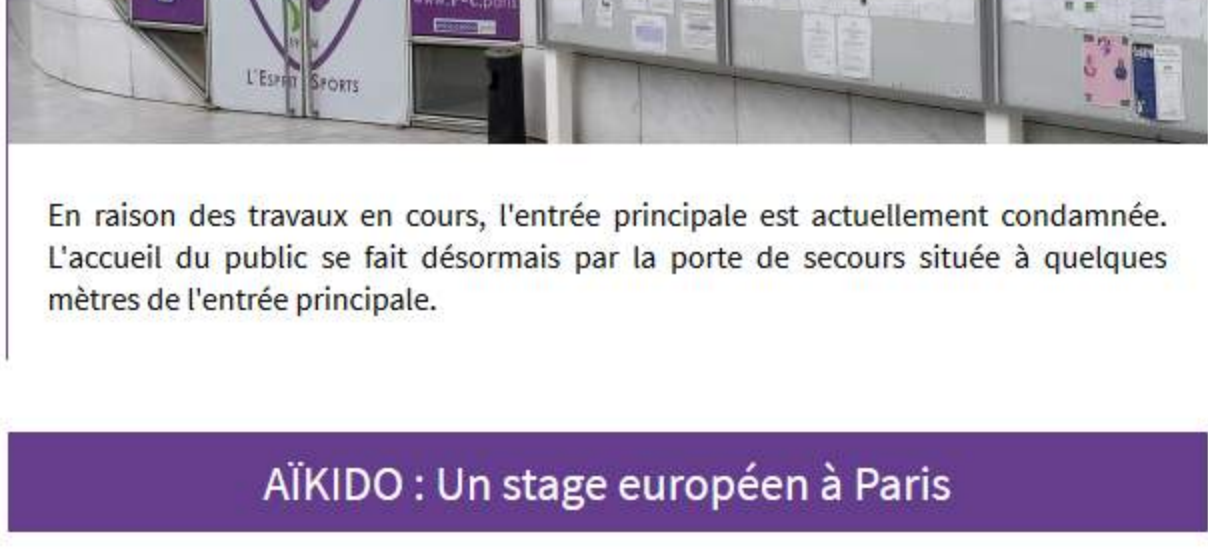 L'ESPRIT SPORTS
En raison des travaux en cours, l'entrée principale est actuellement condamnée.
L'accueil du public se fait désormais par la porte de secours située à quelques
mètres de l'entrée principale.
AÏKIDO : Un stage européen à Paris